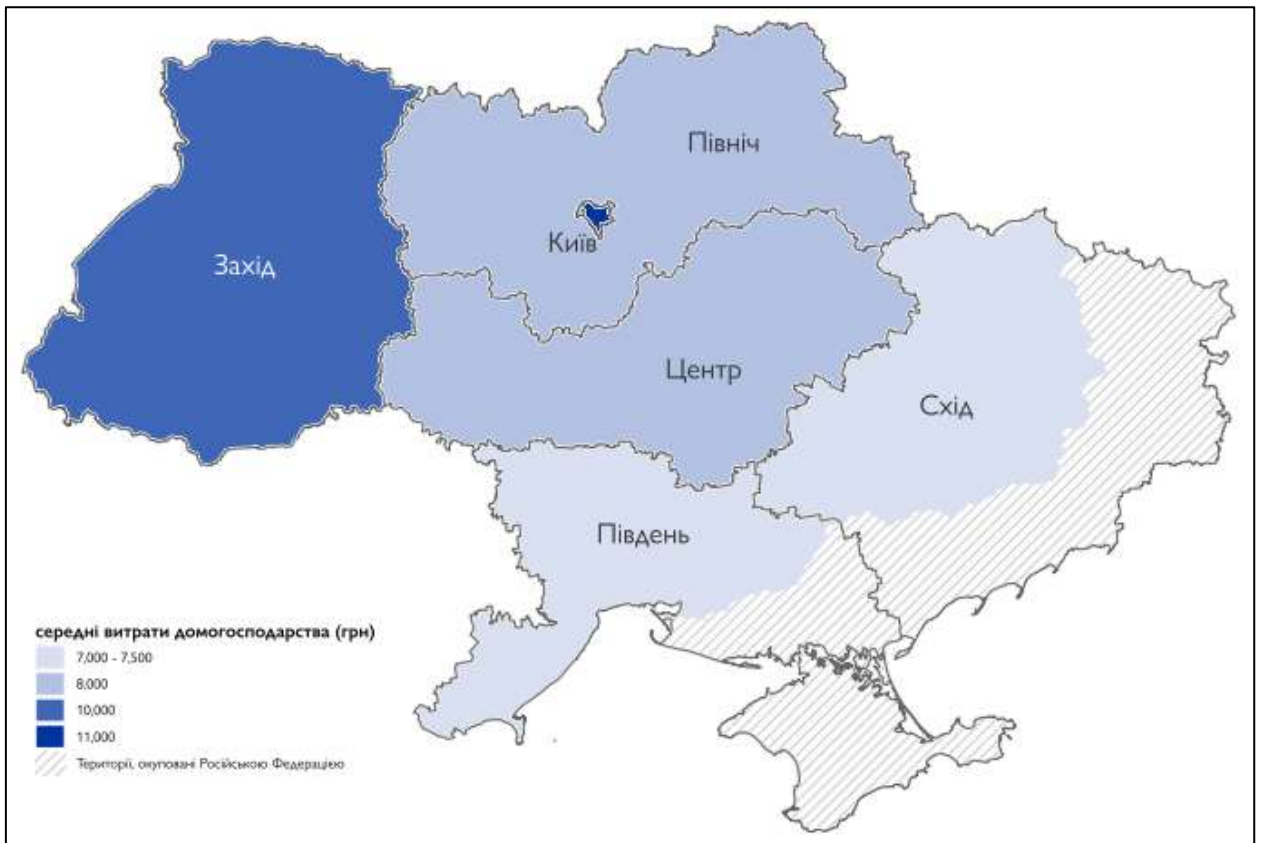 Північ
Київ
Захід
Центр
Схід
Південь
середні витрати домогосподарства (грн)
7,000 - 7,500
8,000
10,000
11,000
Території, окуповані Російською Федерацією